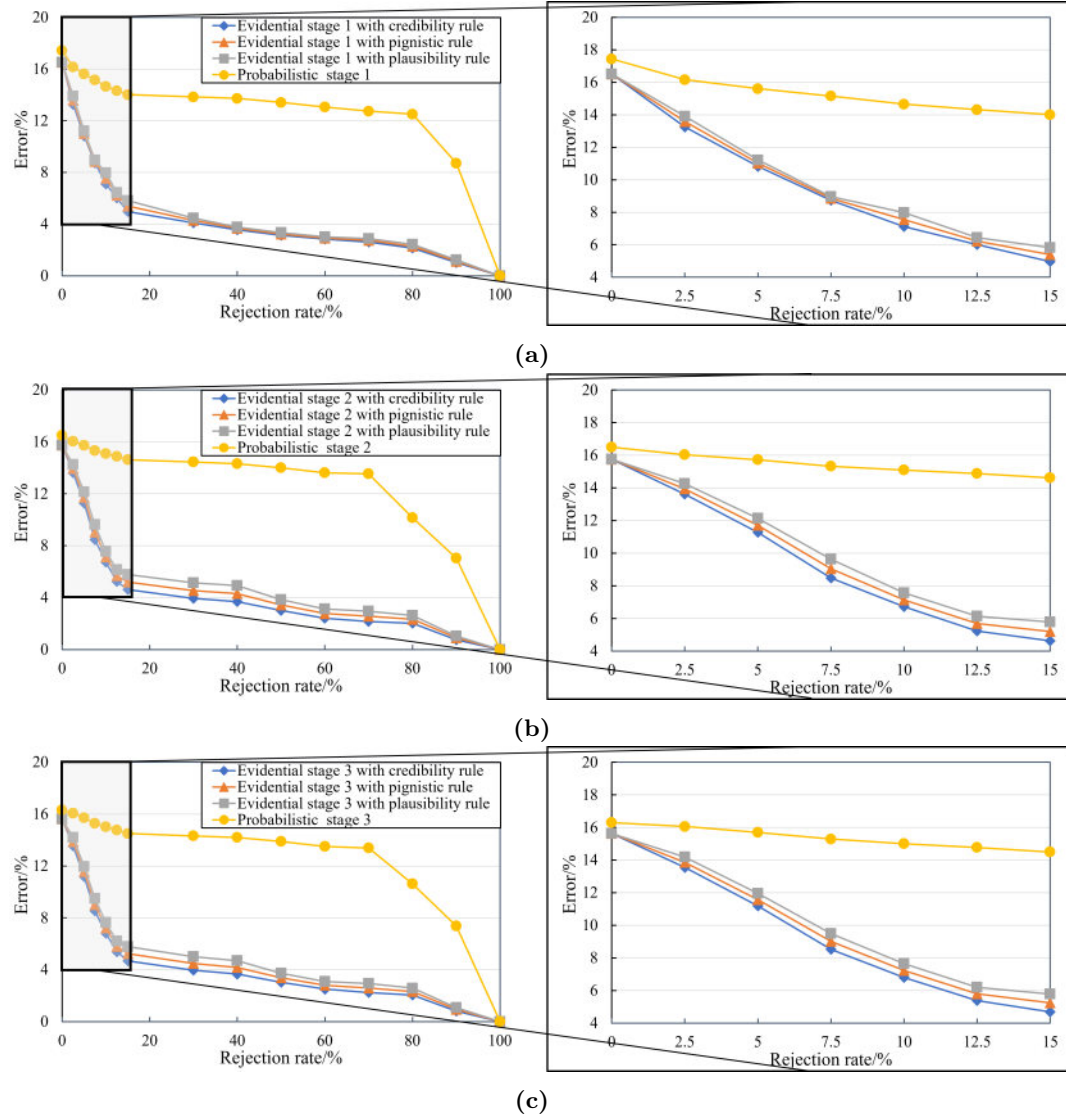 20
16
12
8
4
0
Error/%
0 20 40 60 80 100
Rejection rate/%
Evidential stage 1 with credibility rule
Evidential stage 1 with pignistic rule
Evidential stage 1 with plausibility rule
Probabilistic stage 1
20
18
16
14
12
10
8
6
4
Error/%
0 2.5 5 7.5 10 12.5 15
Rejection rate/%
(a)
20
16
12
8
4
0
Error/%
0 20 40 60 80 100
Rejection rate/%
Evidential stage 2 with credibility rule
Evidential stage 2 with pignistic rule
Evidential stage 2 with plausibility rule
Probabilistic stage 2
20
18
16
14
12
10
8
6
4
Error/%
0 2.5 5 7.5 10 12.5 15
Rejection rate/%
(b)
20
16
12
8
4
0
Error/%
0 20 40 60 80 100
Rejection rate/%
Evidential stage 3 with credibility rule
Evidential stage 3 with pignistic rule
Evidential stage 3 with plausibility rule
Probabilistic stage 3
20
18
16
14
12
10
8
6
4
Error/%
0 2.5 5 7.5 10 12.5 15
Rejection rate/%
(c)